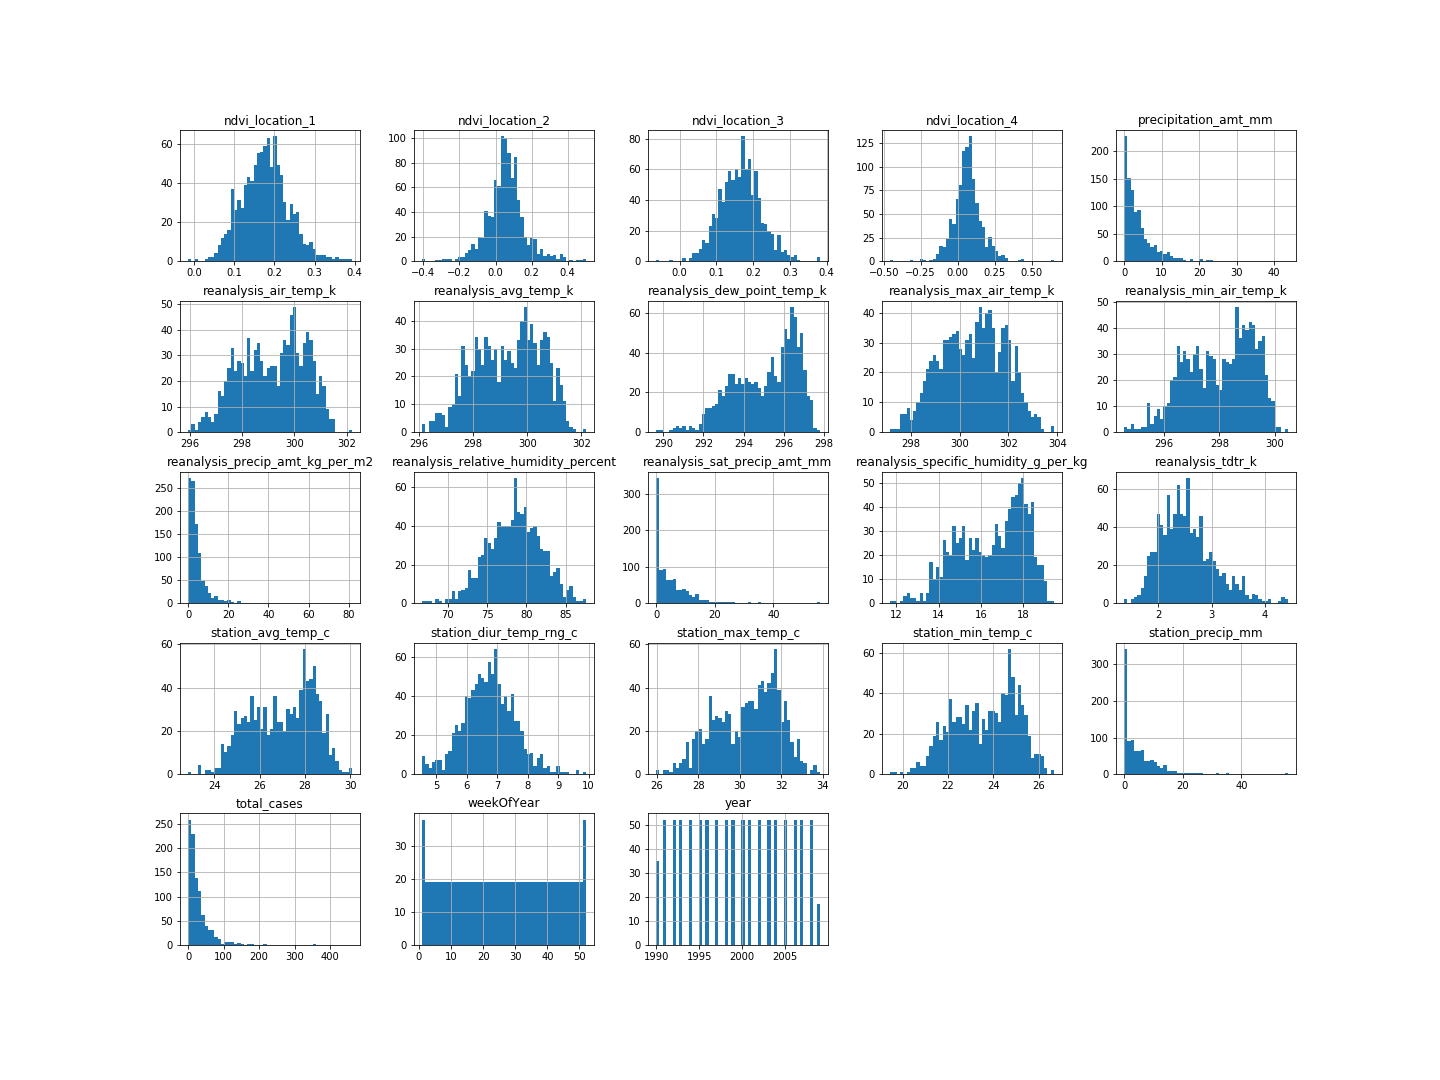 ndvi_location_1 ndvi_location_2 ndvi_location_3 ndvi_location_4 precipitation_amt_mm
60 40 20 0
0.0 0.1 0.2 0.3 0.4
100 80 60 40 20 0
−0.4 −0.2 0.0 0.2 0.4
80 60 40 20 0
0.0 0.1 0.2 0.3 0.4
125 100 75 50 25 0
−0.50 −0.25 0.00 0.25 0.50
200 150 100 50 0
0 10 20 30 40
reanalysis_air_temp_k reanalysis_avg_temp_k reanalysis_dew_point_temp_k reanalysis_max_air_temp_k reanalysis_min_air_temp_k
50 40 30 20 10 0
296 298 300 302
40 30 20 10 0
296 298 300 302
60 40 20 0
290 292 294 296 298
40 30 20 10 0
298 300 302 304
50 40 30 20 10 0
296 298 300
reanalysis_precip_amt_kg_per_m2 reanalysis_relative_humidity_percent reanalysis_sat_precip_amt_mm reanalysis_specific_humidity_g_per_kg reanalysis_tdtr_k
250 200 150 100 50 0
0 20 40 60 80
60 40 20 0
70 75 80 85
300 200 100 0
0 20 40
50 40 30 20 10 0
12 14 16 18
60 40 20 0
2 3 4
station_avg_temp_c station_diur_temp_rng_c station_max_temp_c station_min_temp_c station_precip_mm
60 40 20 0
24 26 28 30
60 50 40 30 20 10 0
5 6 7 8 9 10
60 40 20 0
26 28 30 32 34
60 40 20 0
20 22 24 26
300 200 100 0
0 20 40
total_cases weekOfYear year
250 200 150 100 50 0
0 100 200 300 400
30 20 10 0
0 10 20 30 40 50
50 40 30 20 10 0
1990 1995 2000 2005